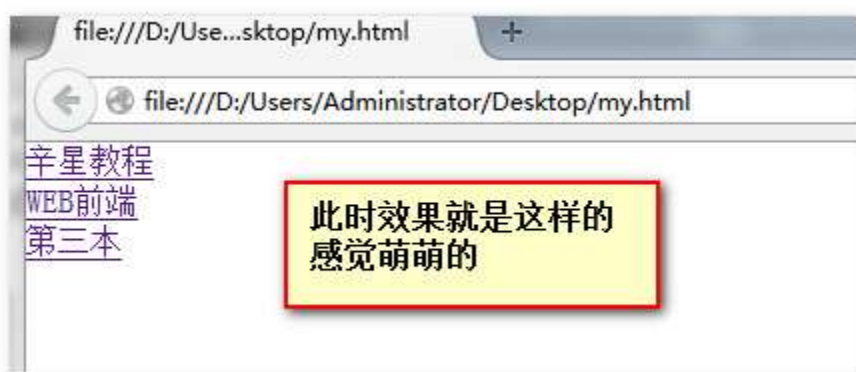 file:///D:/Use...sktop/my.html
+
file:///D:/Users/Administrator/Desktop/my.html
辛星教程
WEB前端
第三本
此时效果就是这样的
感觉萌萌的